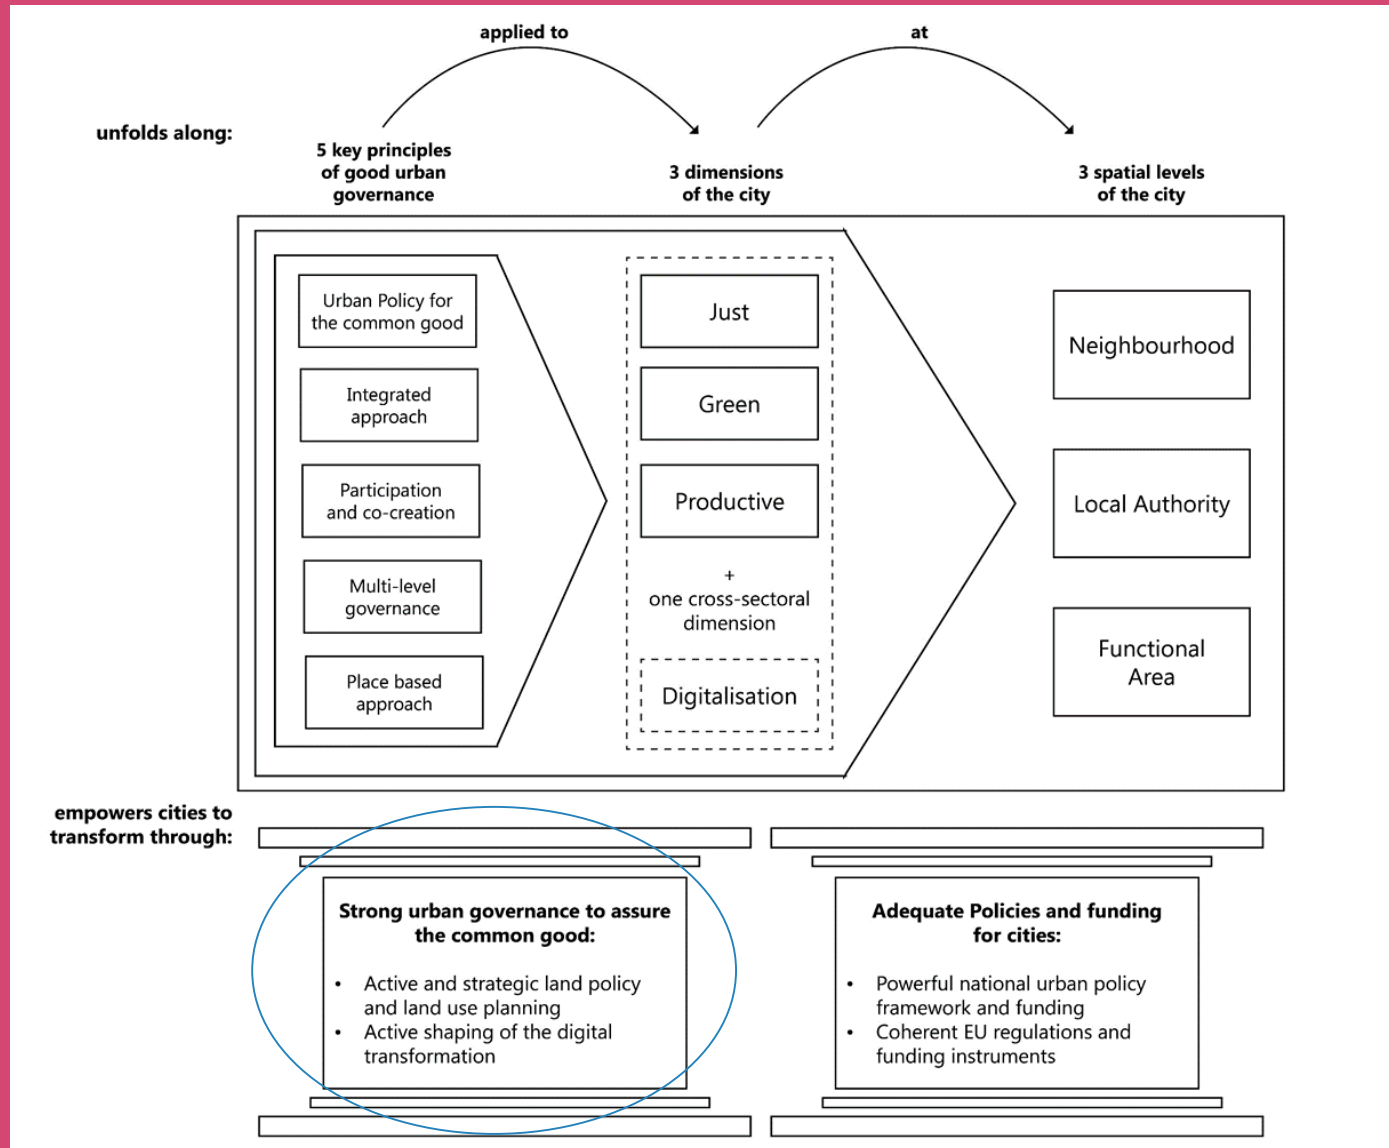 applied to
at
unfolds along:
5 key principles
of good urban
governance
3 dimensions
of the city
3 spatial levels
of the city
Urban Policy for
the common good
Integrated
approach
Participation
and co-creation
Multi-level
governance
Place based
approach
Just
Green
Productive
+
one cross-sectoral
dimension
Digitalisation
Neighbourhood
Local Authority
Functional
Area
empowers cities to
transform through:
Strong urban governance to assure
the common good:
• Active and strategic land policy
and land use planning
• Active shaping of the digital
transformation
Adequate Policies and funding
for cities:
• Powerful national urban policy
framework and funding
• Coherent EU regulations and
funding instruments